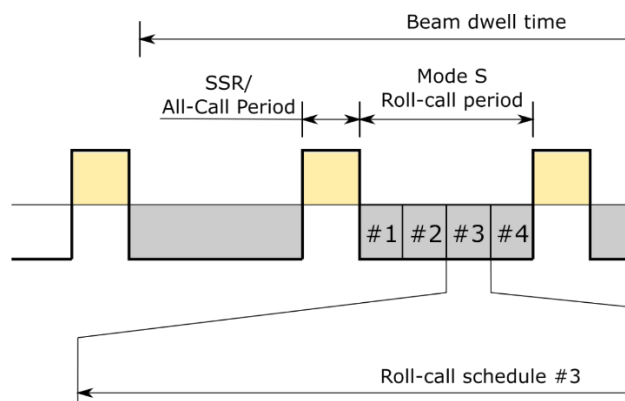 Beam dwell time
SSR/
All-Call Period
Mode S
Roll-call period
#1 #2 #3 #4
Roll-call schedule #3